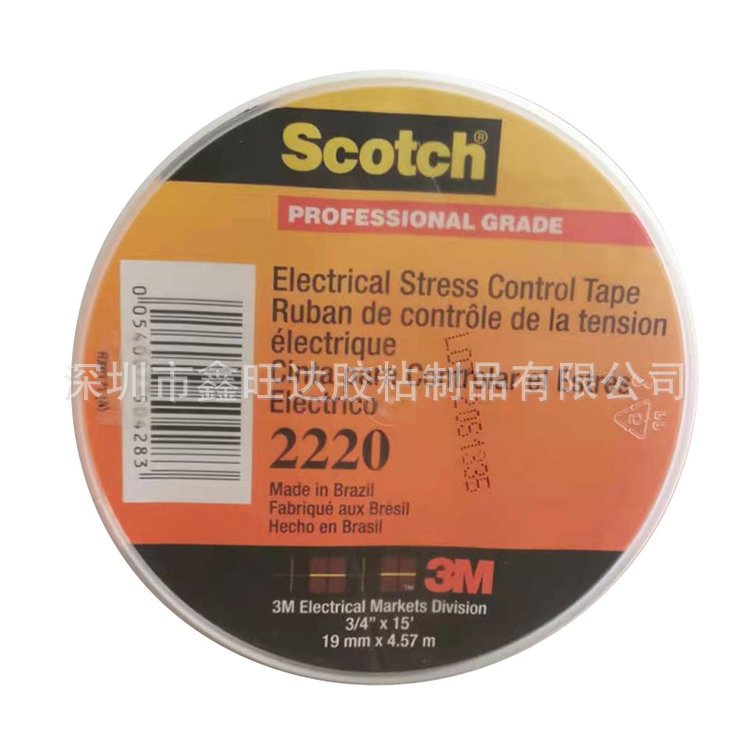 Scotch®
PROFESSIONAL GRADE
Electrical Stress Control Tape
Ruban de contrôle de la tension
électrique
深圳市鑫旺达胶粘制品有限公司
Eléctrico
2220
Made in Brazil
Fabriqué aux Brésil
Hecho en Brasil
3M
3M Electrical Markets Division
3/4" x 15'
19 mm x 4.57 m